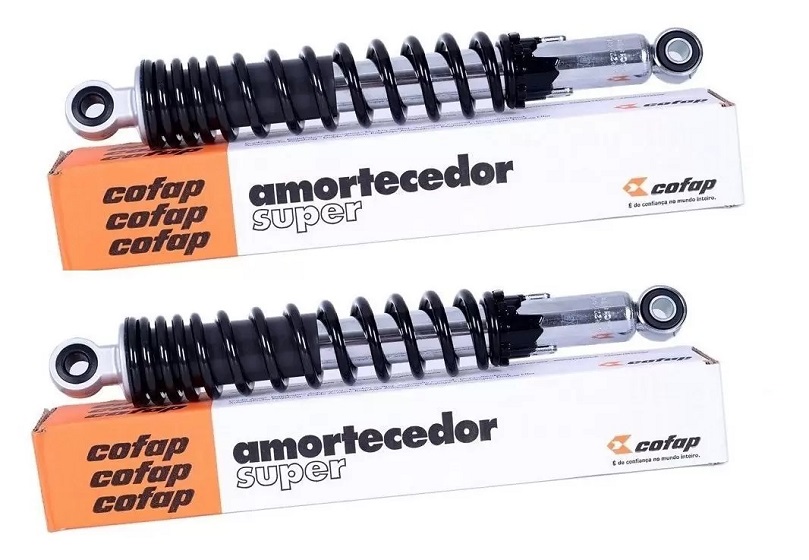 cofap
cofap
cofap
amortecedor
super
cofap
É de confiança no mundo inteiro.
cofap
cofap
cofap
amortecedor
super
cofap
É de confiança no mundo inteiro.